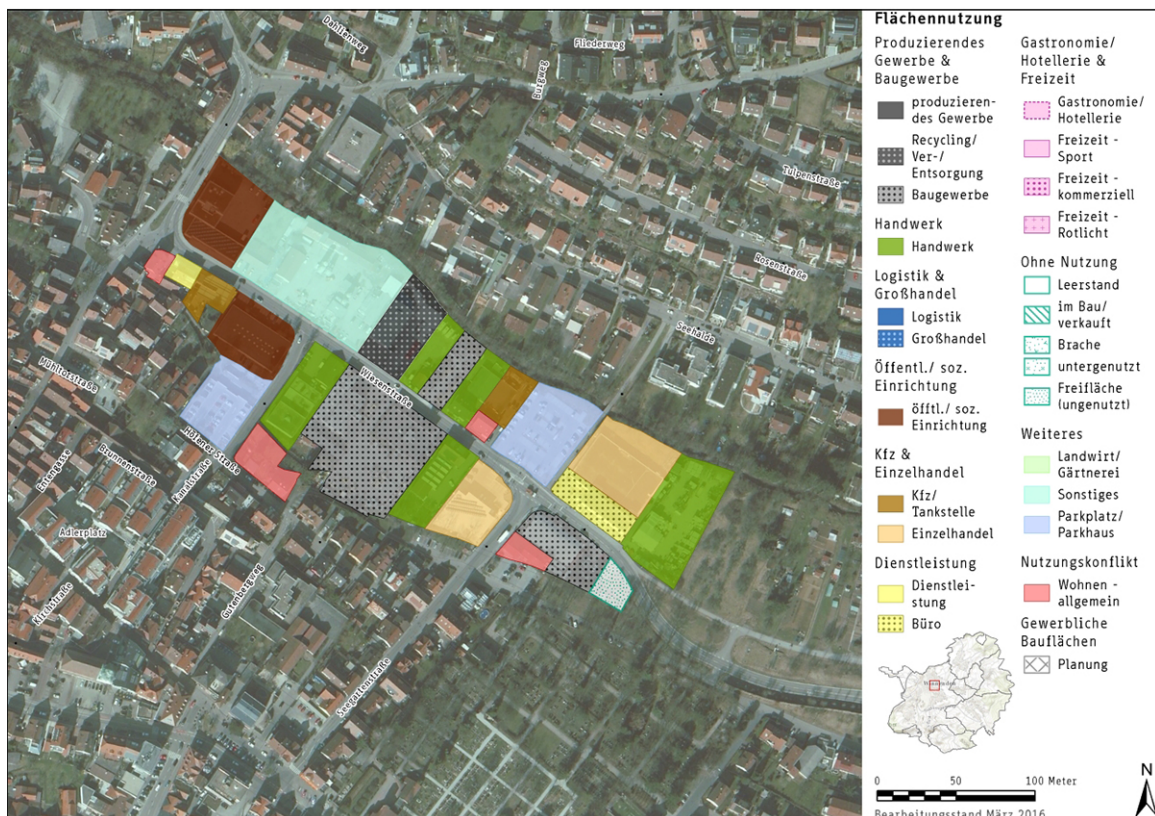 Dahlienweg
Fliederweg
Burgweg
Tulpenstraße
Rosenstraße
Seehalde
Wiesenstraße
Mühltorstraße
Höfener Straße
Kanalstraße
Brunnenstraße
Entengasse
Adlerplatz
Kirchstraße
Gutenbergweg
Seegartenstraße
Flächennutzung
Produzierendes
Gewerbe &
Baugewerbe
produzieren-
des Gewerbe
Recycling/
Ver-/
Entsorgung
Baugewerbe
Handwerk
Handwerk
Logistik &
Großhandel
Logistik
Großhandel
Öffentl./ soz.
Einrichtung
öfftl./ soz.
Einrichtung
Kfz &
Einzelhandel
Kfz/
Tankstelle
Einzelhandel
Dienstleistung
Dienstlei-
stung
Büro
Gastronomie/
Hotellerie &
Freizeit
Gastronomie/
Hotellerie
Freizeit -
Sport
Freizeit -
kommerziell
Freizeit -
Rotlicht
Ohne Nutzung
Leerstand
im Bau/
verkauft
Brache
untergenutzt
Freifläche
(ungenutzt)
Weiteres
Landwirt/
Gärtnerei
Sonstiges
Parkplatz/
Parkhaus
Nutzungskonflikt
Wohnen -
allgemein
Gewerbliche
Bauflächen
Planung
0 50 100 Meter
N
Bearbeitungsstand März 2016